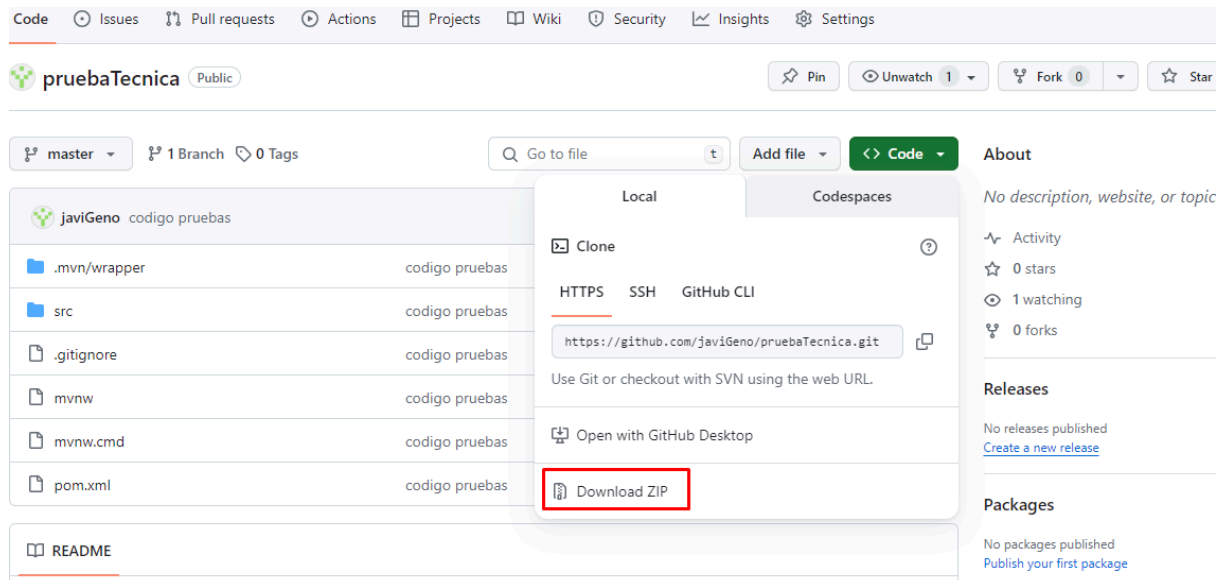 Code Issues Pull requests Actions Projects Wiki Security Insights Settings
pruebaTecnica Public Pin Unwatch 1 Fork 0 Star
master 1 Branch 0 Tags Go to file t Add file Code
javiGeno codigo pruebas
.mvn/wrapper codigo pruebas
src codigo pruebas
.gitignore codigo pruebas
mvnw codigo pruebas
mvnw.cmd codigo pruebas
pom.xml codigo pruebas
README
Local Codespaces
Clone
HTTPS SSH GitHub CLI
https://github.com/javiGeno/pruebaTecnica.git
Use Git or checkout with SVN using the web URL.
Open with GitHub Desktop
Download ZIP
About
No description, website, or topic
Activity
0 stars
1 watching
0 forks
Releases
No releases published
Create a new release
Packages
No packages published
Publish your first package